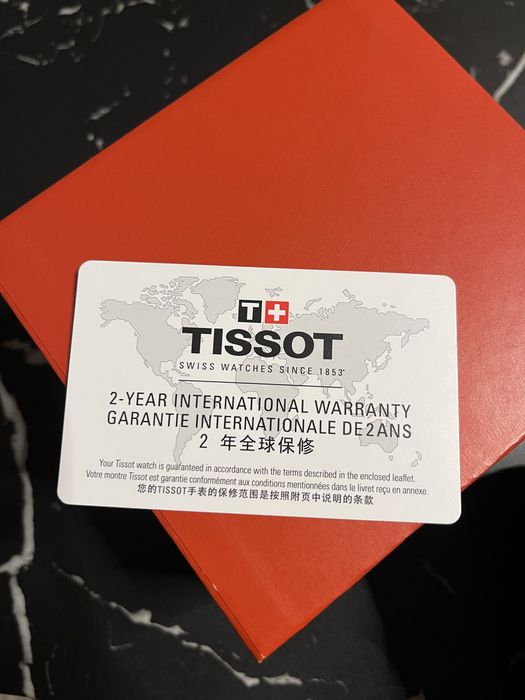 T+
TISSOT
SWISS WATCHES SINCE 1853
2-YEAR INTERNATIONAL WARRANTY
GARANTIE INTERNATIONALE DE 2 ANS
2 年全球保修
Your Tissot watch is guaranteed in accordance with the terms described in the enclosed leaflet.
Votre montre Tissot est garantie conformément aux conditions mentionnées dans le livret reçu en annexe.
您的TISSOT手表的保修范围是按照附页中说明的条款